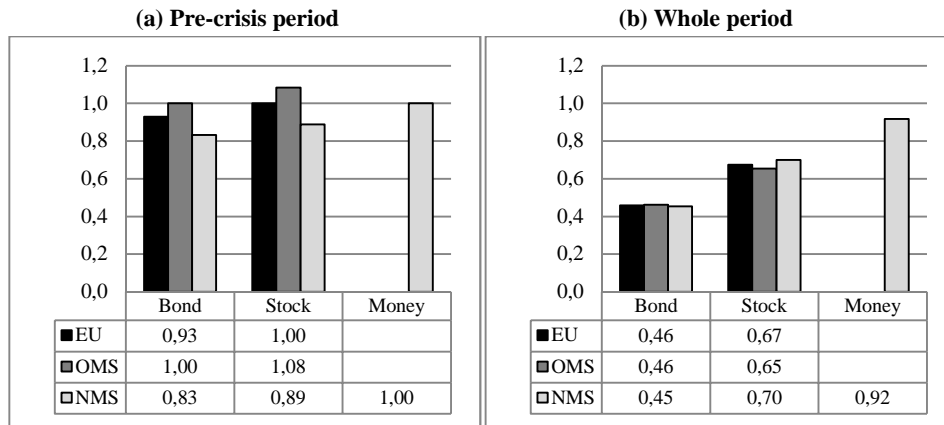 (a) Pre-crisis period
1,2
1,0
0,8
0,6
0,4
0,2
0,0
Bond Stock Money
EU 0,93 1,00
OMS 1,00 1,08
NMS 0,83 0,89 1,00
(b) Whole period
1,2
1,0
0,8
0,6
0,4
0,2
0,0
Bond Stock Money
EU 0,46 0,67
OMS 0,46 0,65
NMS 0,45 0,70 0,92